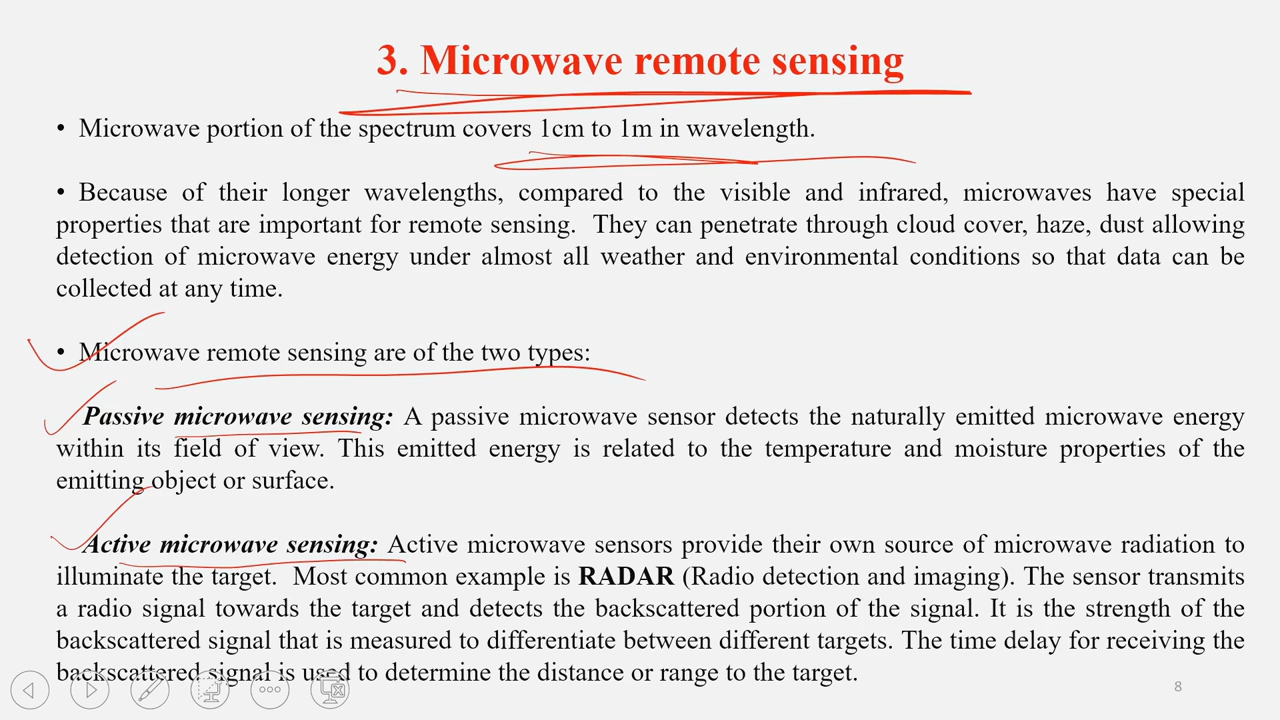 3. Microwave remote sensing
• Microwave portion of the spectrum covers 1cm to 1m in wavelength.
• Because of their longer wavelengths, compared to the visible and infrared, microwaves have special
properties that are important for remote sensing. They can penetrate through cloud cover, haze, dust allowing
detection of microwave energy under almost all weather and environmental conditions so that data can be
collected at any time.
• Microwave remote sensing are of the two types:
Passive microwave sensing: A passive microwave sensor detects the naturally emitted microwave energy
within its field of view. This emitted energy is related to the temperature and moisture properties of the
emitting object or surface.
Active microwave sensing: Active microwave sensors provide their own source of microwave radiation to
illuminate the target. Most common example is RADAR (Radio detection and imaging). The sensor transmits
a radio signal towards the target and detects the backscattered portion of the signal. It is the strength of the
backscattered signal that is measured to differentiate between different targets. The time delay for receiving the
backscattered signal is used to determine the distance or range to the target.
8